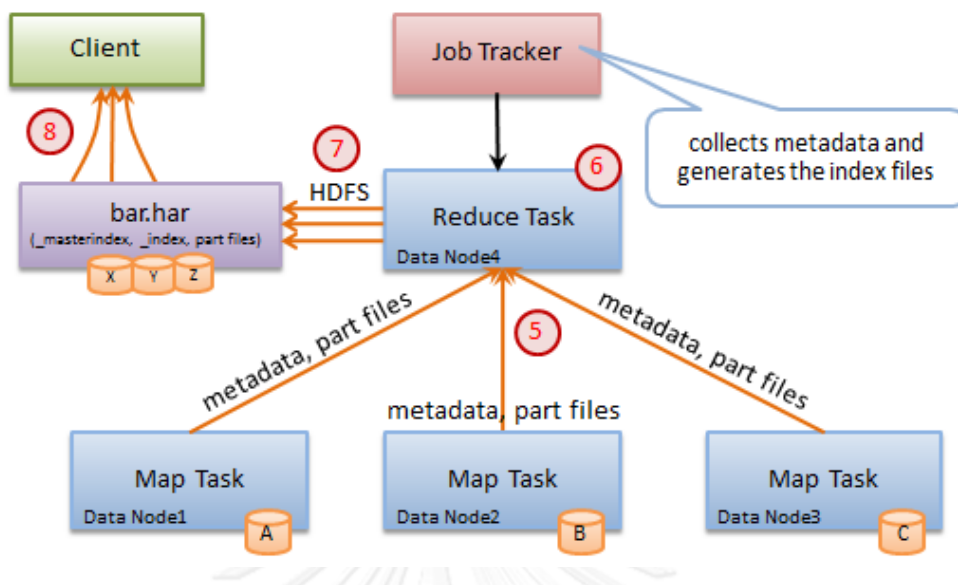 Client
Job Tracker
collects metadata and
generates the index files
8
7
6
HDFS
bar.har
(_masterindex, _index, part files)
X
Y
Z
Reduce Task
Data Node4
metadata, part files
5
metadata, part files
metadata, part files
Map Task
Data Node1
A
Map Task
Data Node2
B
Map Task
Data Node3
C